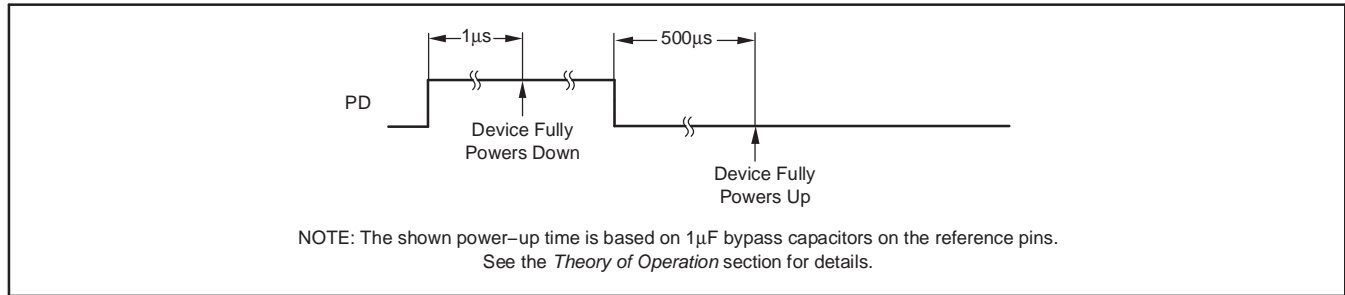 1μs
500μs
PD
Device Fully
Powers Down
Device Fully
Powers Up
NOTE: The shown power−up time is based on 1μF bypass capacitors on the reference pins.
See the Theory of Operation section for details.